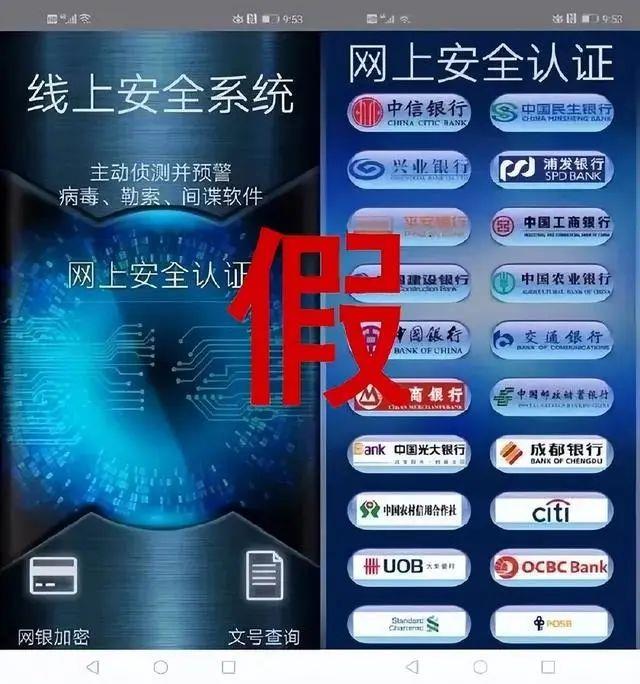 9:53
线上安全系统
主动侦测并预警
病毒、勒索、间谍软件
网上安全认证
网银加密
文号查询
假
9:53
网上安全认证
中信银行
CHINA CITIC BANK
中国民生银行
CHINA MINSHENG BANK
兴业银行
浦发银行
SPD BANK
平安银行
中国工商银行
INDUSTRIAL AND COMMERCIAL BANK OF CHINA
建设银行
Construction Bank
中国农业银行
AGRICULTURAL BANK OF CHINA
中国银行
BANK OF CHINA
交通银行
BANK OF COMMUNICATIONS
商银行
CHINA MERCHANTS BANK
中国邮政储蓄银行
Bank 中国光大银行
成都银行
BANK OF CHENGDU
中国农村信用合作社
citi
UOB 大华银行
OCBC Bank
Standard
Chartered
POSB